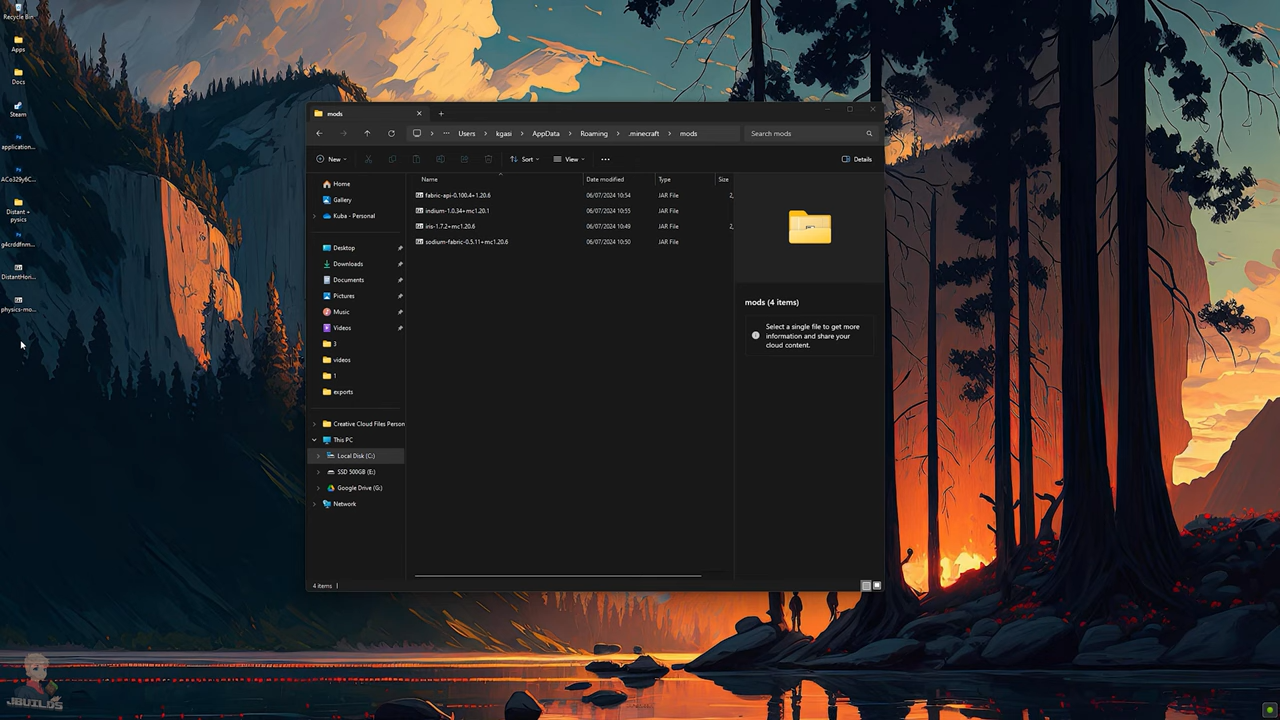 Recycle Bin
Apps
Docs
Steam
application...
ACo329y6C...
Distant +
pysics
g4crddfnm...
DistantHori...
physics-mo...
mods
Users
kgasi
AppData
Roaming
.minecraft
mods
Search mods
New
Sort
View
Details
Name
Date modified
Type
Size
fabric-api-0.100.4+1.20.6
06/07/2024 10:54
JAR File
2,
indium-1.0.34+mc1.20.1
06/07/2024 10:55
JAR File
iris-1.7.2+mc1.20.6
06/07/2024 10:49
JAR File
2,
sodium-fabric-0.5.11+mc1.20.6
06/07/2024 10:50
JAR File
Home
Gallery
Kuba - Personal
Desktop
Downloads
Documents
Pictures
Music
Videos
3
videos
1
exports
Creative Cloud Files Person
This PC
Local Disk (C:)
SSD 500GB (E:)
Google Drive (G:)
Network
mods (4 items)
Select a single file to get more
information and share your
cloud content.
4 items
JBUILDS